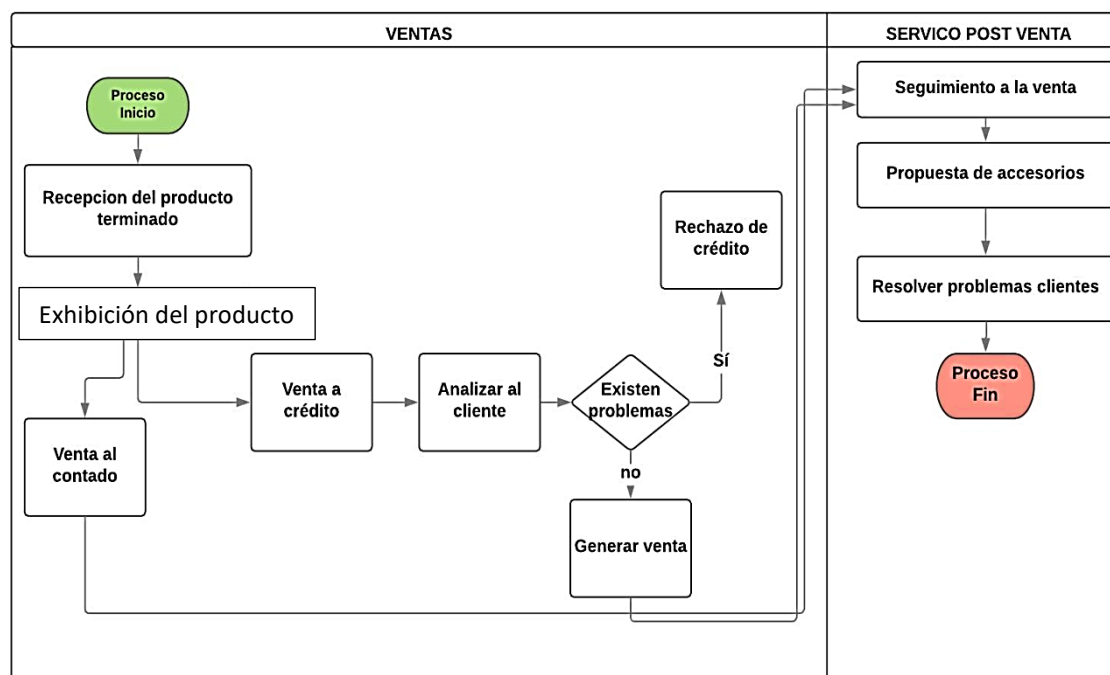 VENTAS
SERVICO POST VENTA
Proceso
Inicio
Recepcion del producto
terminado
Exhibición del producto
Venta al
contado
Venta a
crédito
Analizar al
cliente
Existen
problemas
Sí
Rechazo de
crédito
no
Generar venta
Seguimiento a la venta
Propuesta de accesorios
Resolver problemas clientes
Proceso
Fin